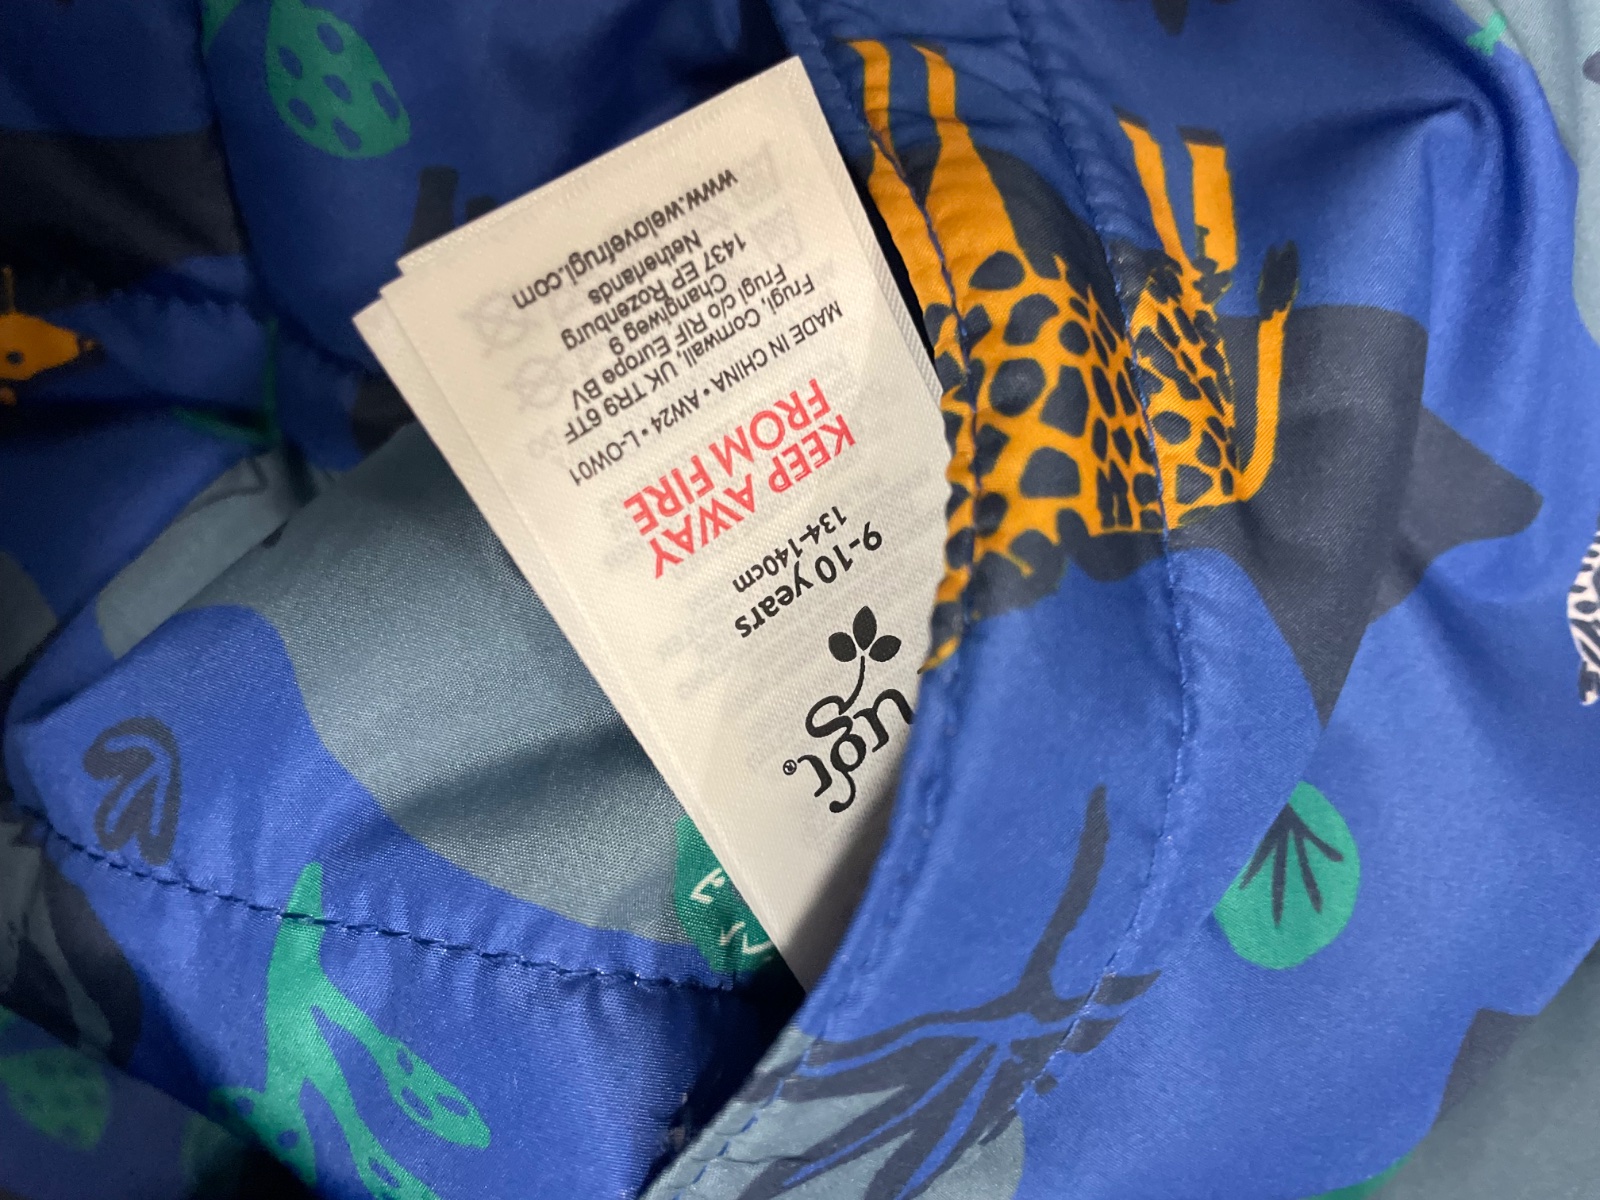 ugi®
9-10 years
134-140cm
KEEP AWAY
FROM FIRE
MADE IN CHINA • AW24 • L-OW01
Frugi, Cornwall, UK TR9 6TF
Frugi c/o RIF Europe BV
Changiweg 9
1437 EP Rozenburg
Netherlands
www.welovefrugi.com